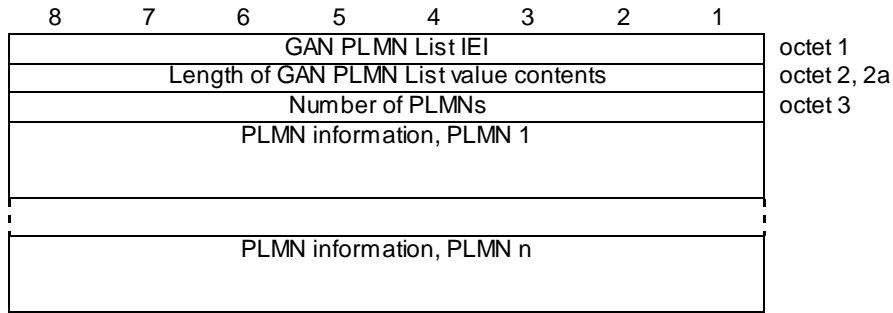 8 7 6 5 4 3 2 1
GAN PLMN List IEI octet 1
Length of GAN PLMN List value contents octet 2, 2a
Number of PLMNs octet 3
PLMN information, PLMN 1
PLMN information, PLMN n